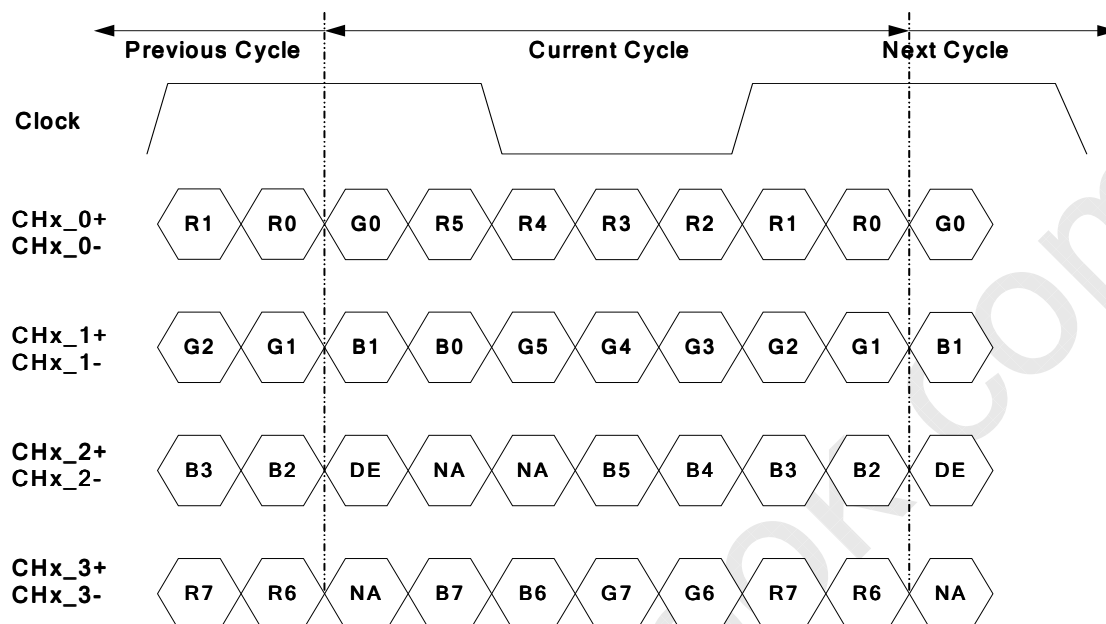 Previous Cycle Current Cycle Next Cycle
Clock
CHx_0+
CHx_0-
R1 R0 G0 R5 R4 R3 R2 R1 R0 G0
CHx_1+
CHx_1-
G2 G1 B1 B0 G5 G4 G3 G2 G1 B1
CHx_2+
CHx_2-
B3 B2 DE NA NA B5 B4 B3 B2 DE
CHx_3+
CHx_3-
R7 R6 NA B7 B6 G7 G6 R7 R6 NA